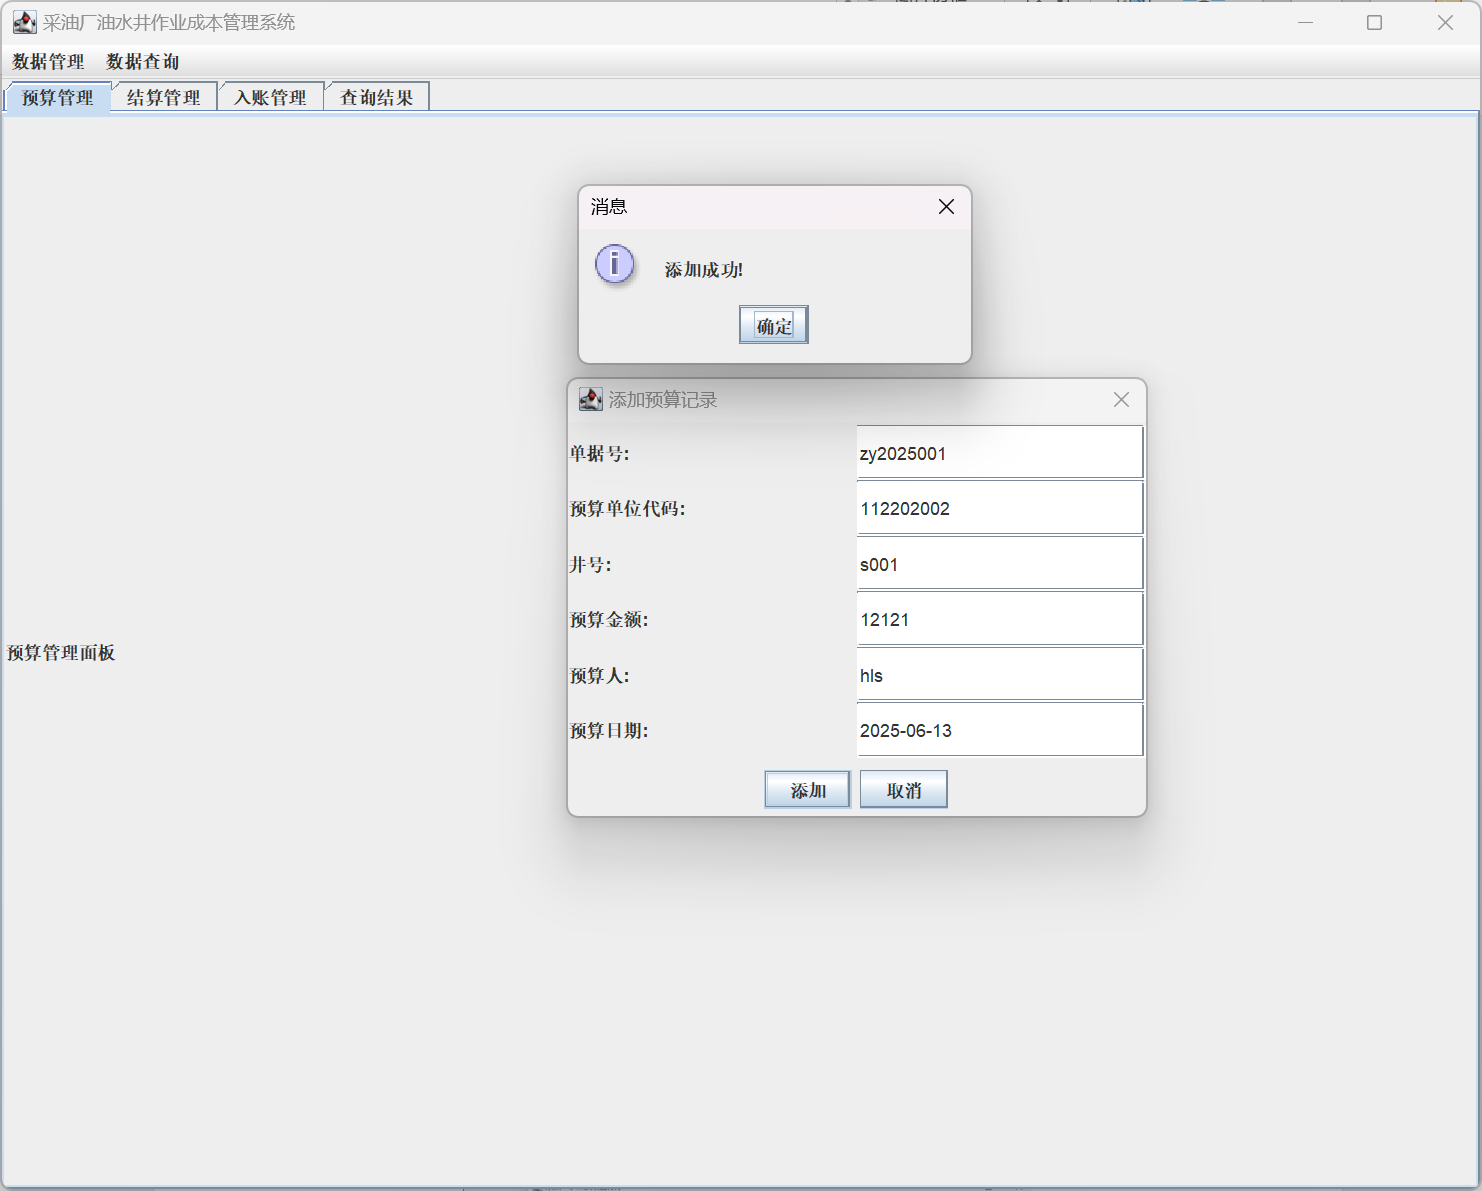 采油厂油水井作业成本管理系统
数据管理 数据查询
预算管理 结算管理 入账管理 查询结果
消息
添加成功!
确定
添加预算记录
单据号: zy2025001
预算单位代码: 112202002
井号: s001
预算金额: 12121
预算人: hls
预算管理面板
预算日期: 2025-06-13
添加 取消